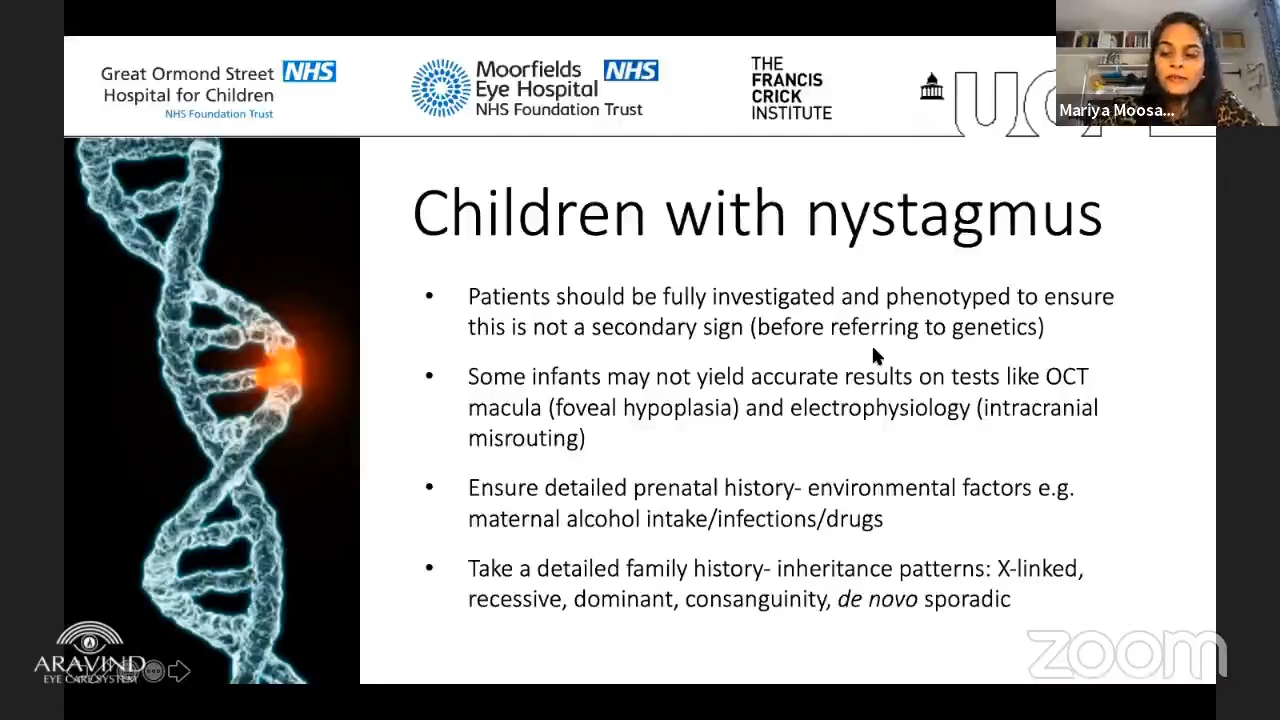 Great Ormond Street NHS
Hospital for Children
NHS Foundation Trust
Moorfields NHS
Eye Hospital
NHS Foundation Trust
THE
FRANCIS
CRICK
INSTITUTE
Mariya Moosa...
Children with nystagmus
• Patients should be fully investigated and phenotyped to ensure
this is not a secondary sign (before referring to genetics)
• Some infants may not yield accurate results on tests like OCT
macula (foveal hypoplasia) and electrophysiology (intracranial
misrouting)
• Ensure detailed prenatal history- environmental factors e.g.
maternal alcohol intake/infections/drugs
• Take a detailed family history- inheritance patterns: X-linked,
recessive, dominant, consanguinity, de novo sporadic
ARAVIND
EYE CARE SYSTEM
zoom